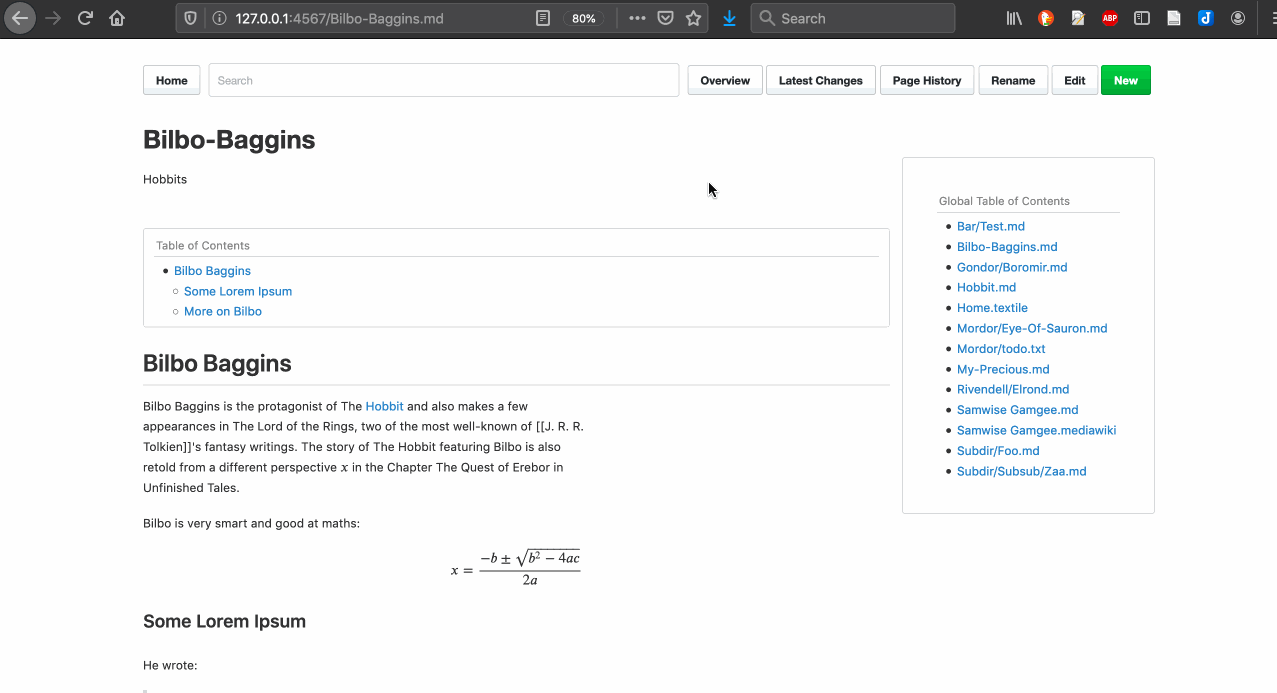 127.0.0.1:4567/Bilbo-Baggins.md
80%
Search
ABP
Home
Search
Overview
Latest Changes
Page History
Rename
Edit
New
Bilbo-Baggins
Hobbits
Table of Contents
Bilbo Baggins
Some Lorem Ipsum
More on Bilbo
Bilbo Baggins
Bilbo Baggins is the protagonist of The Hobbit and also makes a few
appearances in The Lord of the Rings, two of the most well-known of [[J. R. R.
Tolkien]]'s fantasy writings. The story of The Hobbit featuring Bilbo is also
retold from a different perspective x in the Chapter The Quest of Erebor in
Unfinished Tales.
Bilbo is very smart and good at maths:
x = −b ± √b² − 4ac
2a
Some Lorem Ipsum
He wrote:
Global Table of Contents
Bar/Test.md
Bilbo-Baggins.md
Gondor/Boromir.md
Hobbit.md
Home.textile
Mordor/Eye-Of-Sauron.md
Mordor/todo.txt
My-Precious.md
Rivendell/Elrond.md
Samwise Gamgee.md
Samwise Gamgee.mediawiki
Subdir/Foo.md
Subdir/Subsub/Zaa.md